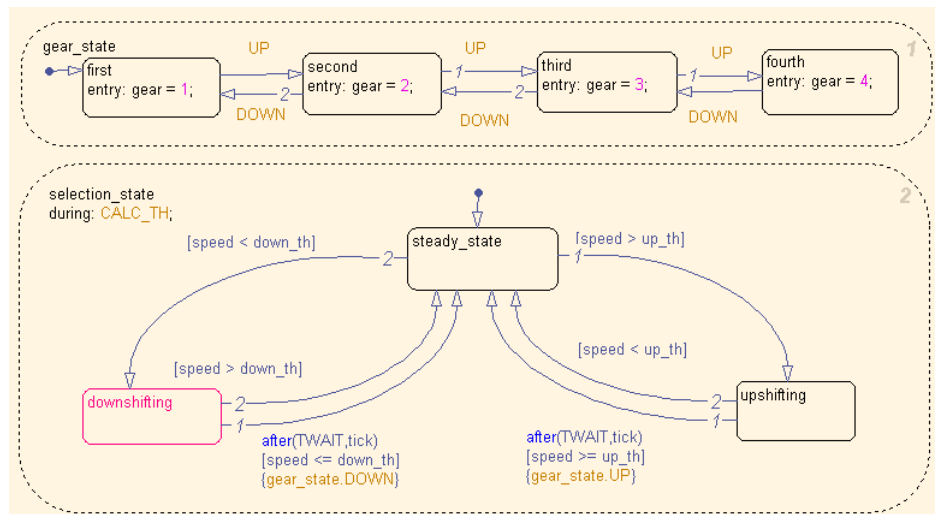 gear_state
1
UP
UP
UP
first
entry: gear = 1;
second
entry: gear = 2;
1
third
entry: gear = 3;
1
fourth
entry: gear = 4;
2
2
DOWN
DOWN
DOWN
selection_state
during: CALC_TH;
2
[speed < down_th]
steady_state
[speed > up_th]
2
1
[speed > down_th]
[speed < up_th]
downshifting
2
1
upshifting
2
1
after(TWAIT,tick)
[speed <= down_th]
{gear_state.DOWN}
after(TWAIT,tick)
[speed >= up_th]
{gear_state.UP}